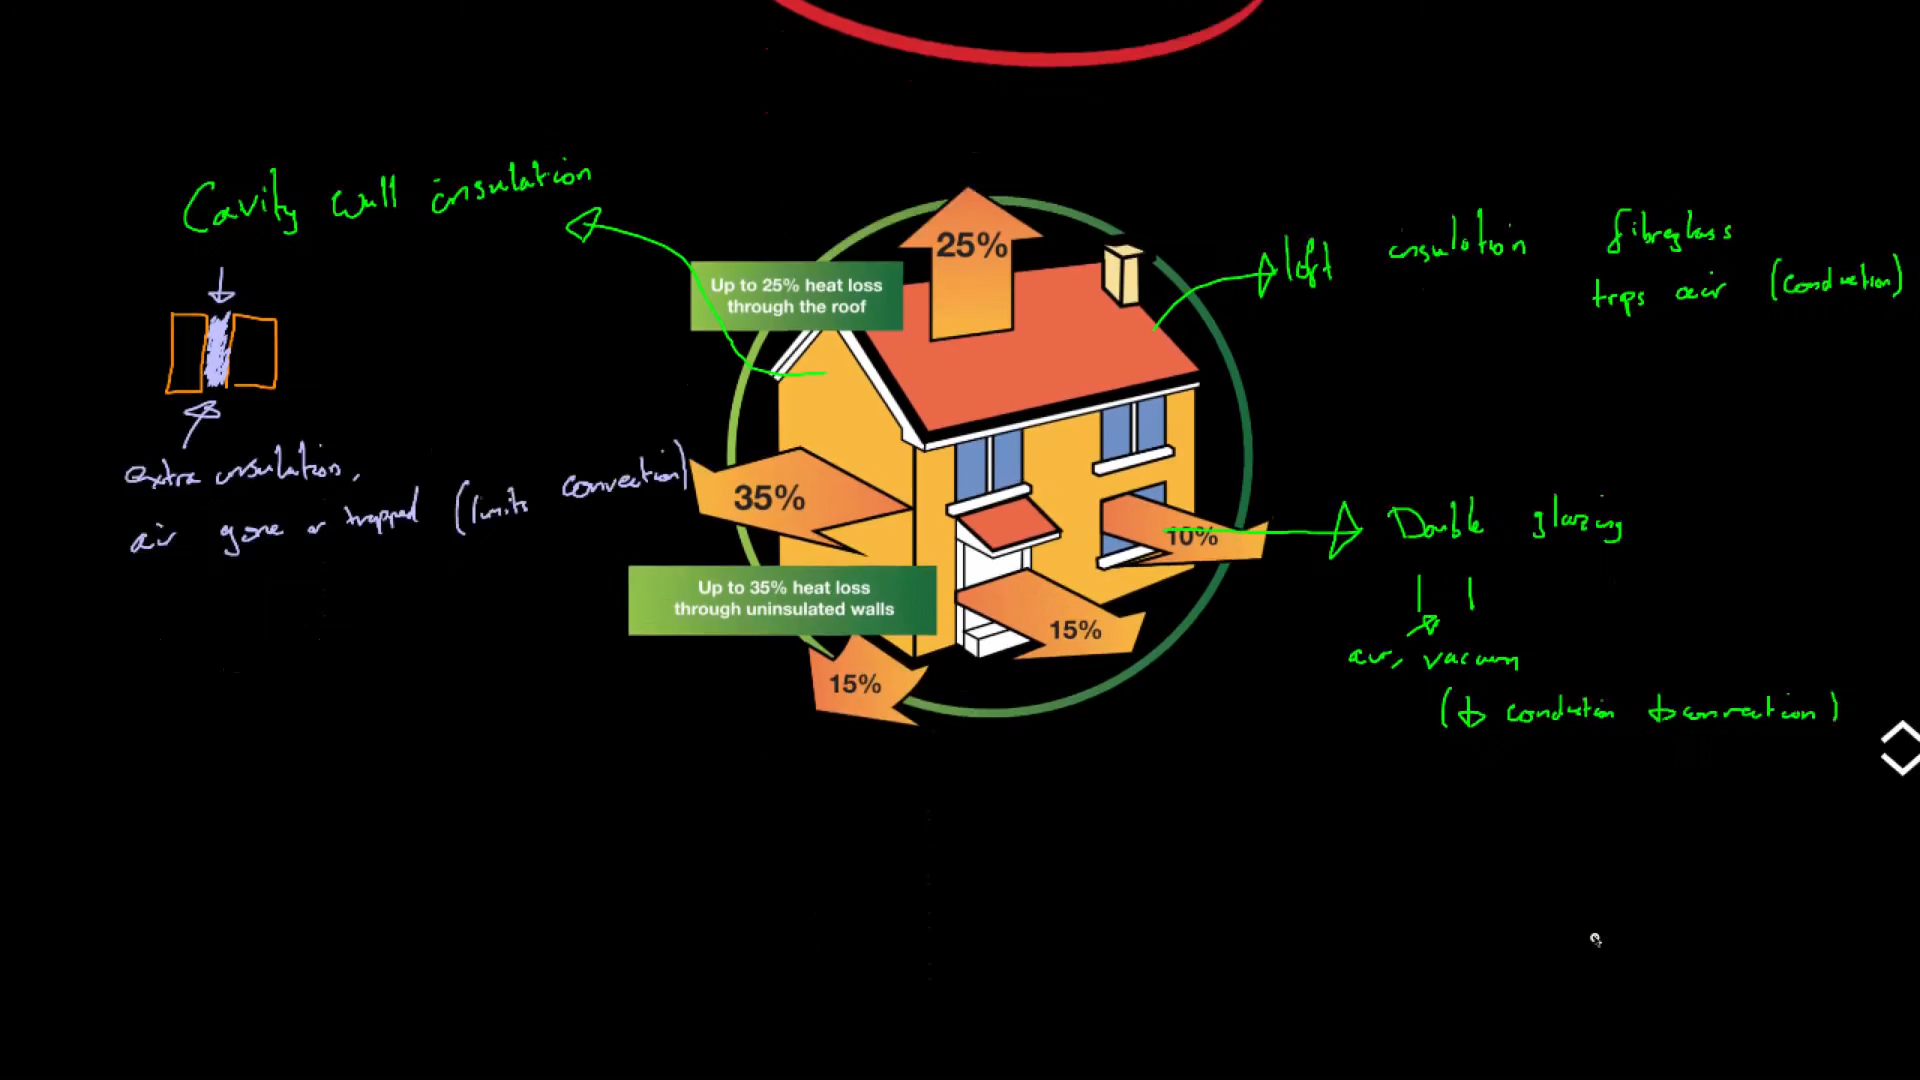 Cavity wall insulation
25%
loft insulation fibreglass
traps air (conduction)
Up to 25% heat loss
through the roof
extra insulation,
air gone or trapped (limits convection)
35%
10%
Double glazing
Up to 35% heat loss
through uninsulated walls
15%
air, vacuum
15%
(↓ conduction ↓ convection)